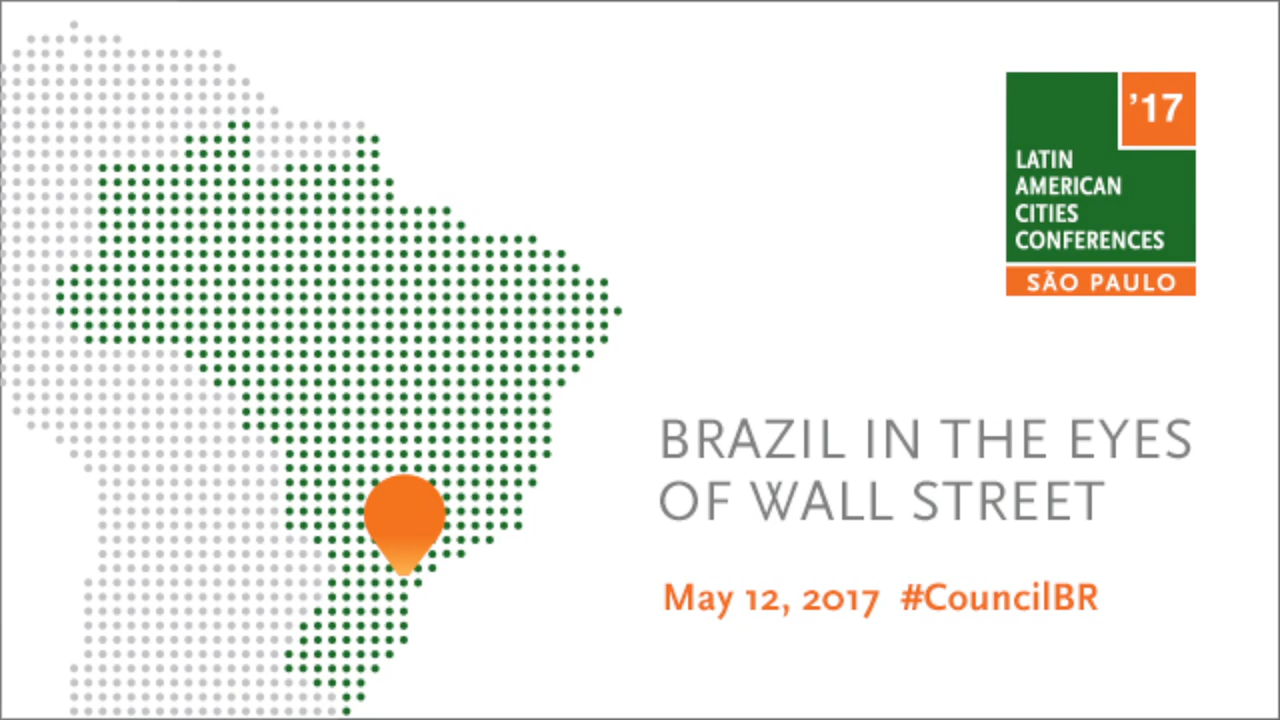 ’17
LATIN
AMERICAN
CITIES
CONFERENCES
SÃO PAULO
BRAZIL IN THE EYES
OF WALL STREET
May 12, 2017 #CouncilBR